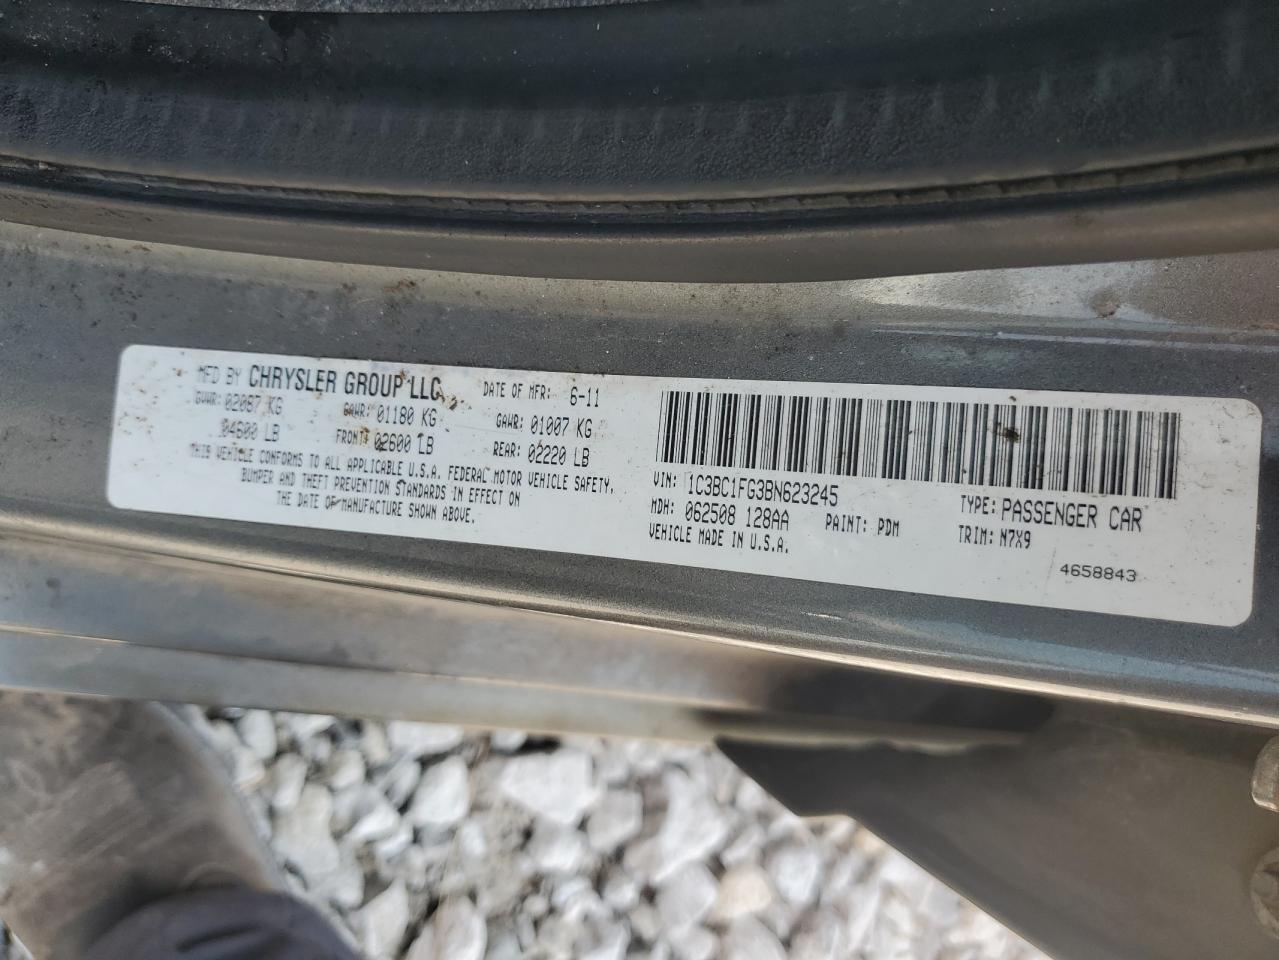 MFD BY CHRYSLER GROUP LLC DATE OF MFR: 6-11
GVWR: 02087 KG GAWR: 01180 KG GAWR: 01007 KG
04600 LB FRONT: 02600 LB REAR: 02220 LB
THIS VEHICLE CONFORMS TO ALL APPLICABLE U.S.A. FEDERAL MOTOR VEHICLE SAFETY,
BUMPER AND THEFT PREVENTION STANDARDS IN EFFECT ON
THE DATE OF MANUFACTURE SHOWN ABOVE.
VIN: 1C3BC1FG3BN623245 TYPE: PASSENGER CAR
MDH: 062508 128AA PAINT: PDM TRIM: N7X9
VEHICLE MADE IN U.S.A.
4658843